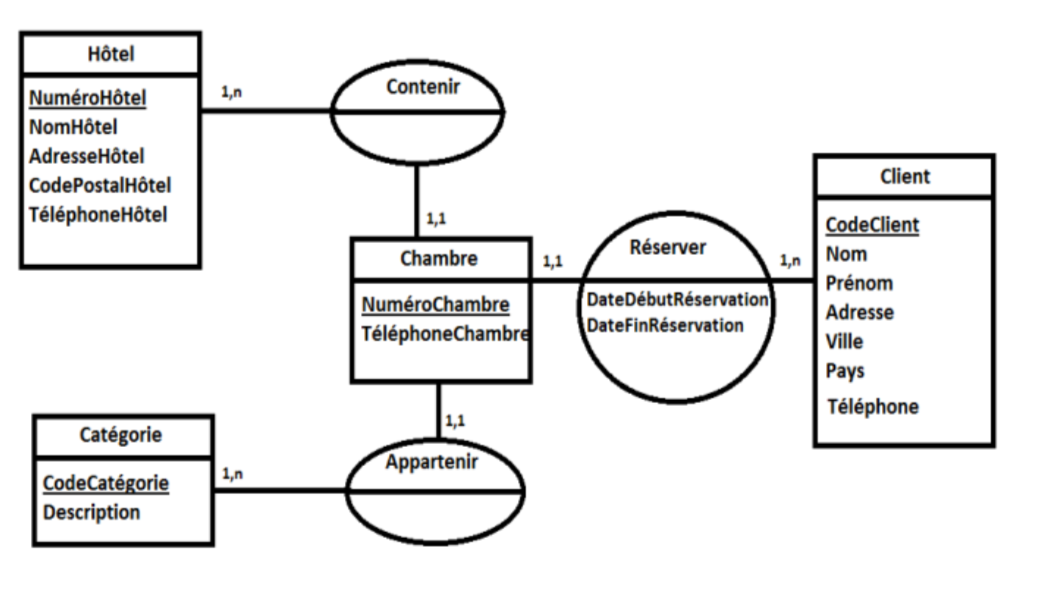 Hôtel
NuméroHôtel
NomHôtel
AdresseHôtel
CodePostalHôtel
TéléphoneHôtel
1,n
Contenir
1,1
Chambre
NuméroChambre
TéléphoneChambre
1,1
Réserver
DateDébutRéservation
DateFinRéservation
1,n
Client
CodeClient
Nom
Prénom
Adresse
Ville
Pays
Téléphone
1,1
Appartenir
1,n
Catégorie
CodeCatégorie
Description